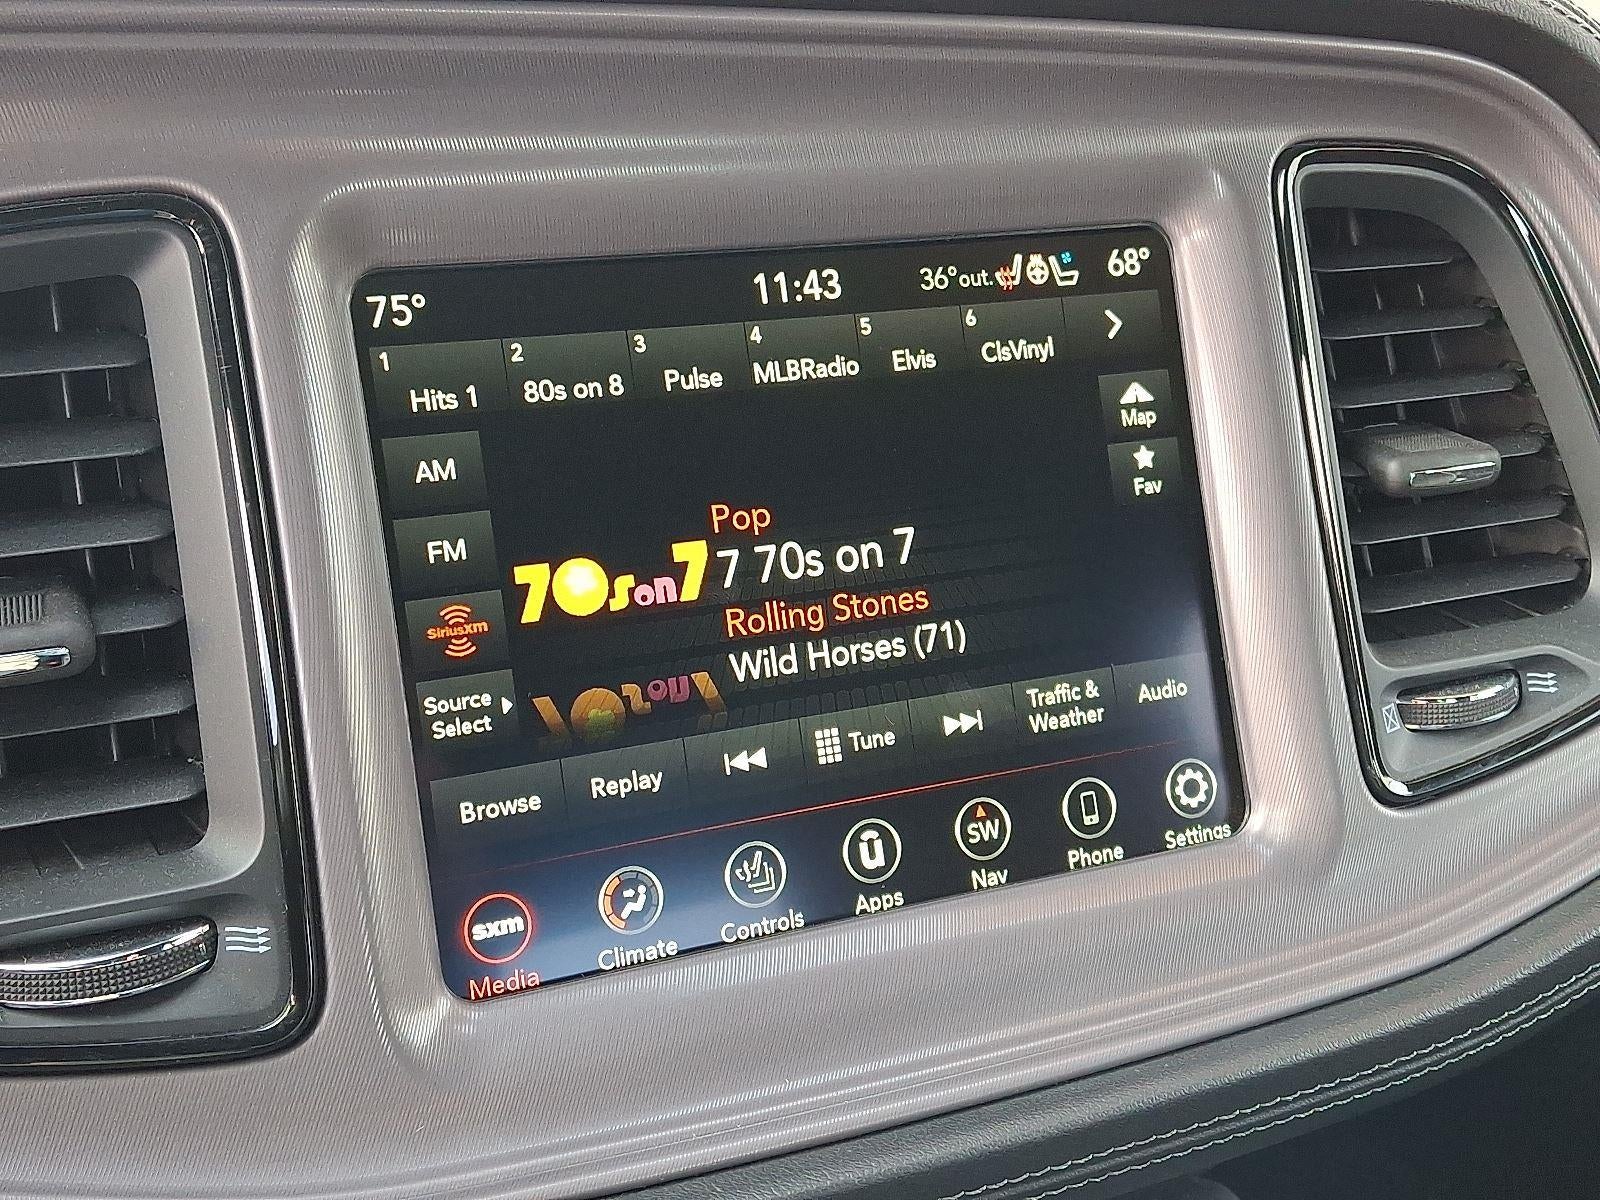 75°
11:43
36°out.
68°
1
Hits 1
2
80s on 8
3
Pulse
4
MLBRadio
5
Elvis
6
ClsVinyl
AM
FM
SiriusXm
Source
Select
Map
Fav
Pop
70s on 7
7 70s on 7
Rolling Stones
Wild Horses (71)
Browse
Replay
Tune
Traffic &
Weather
Audio
sxm
Media
Climate
Controls
ū
Apps
SW
Nav
Phone
Settings